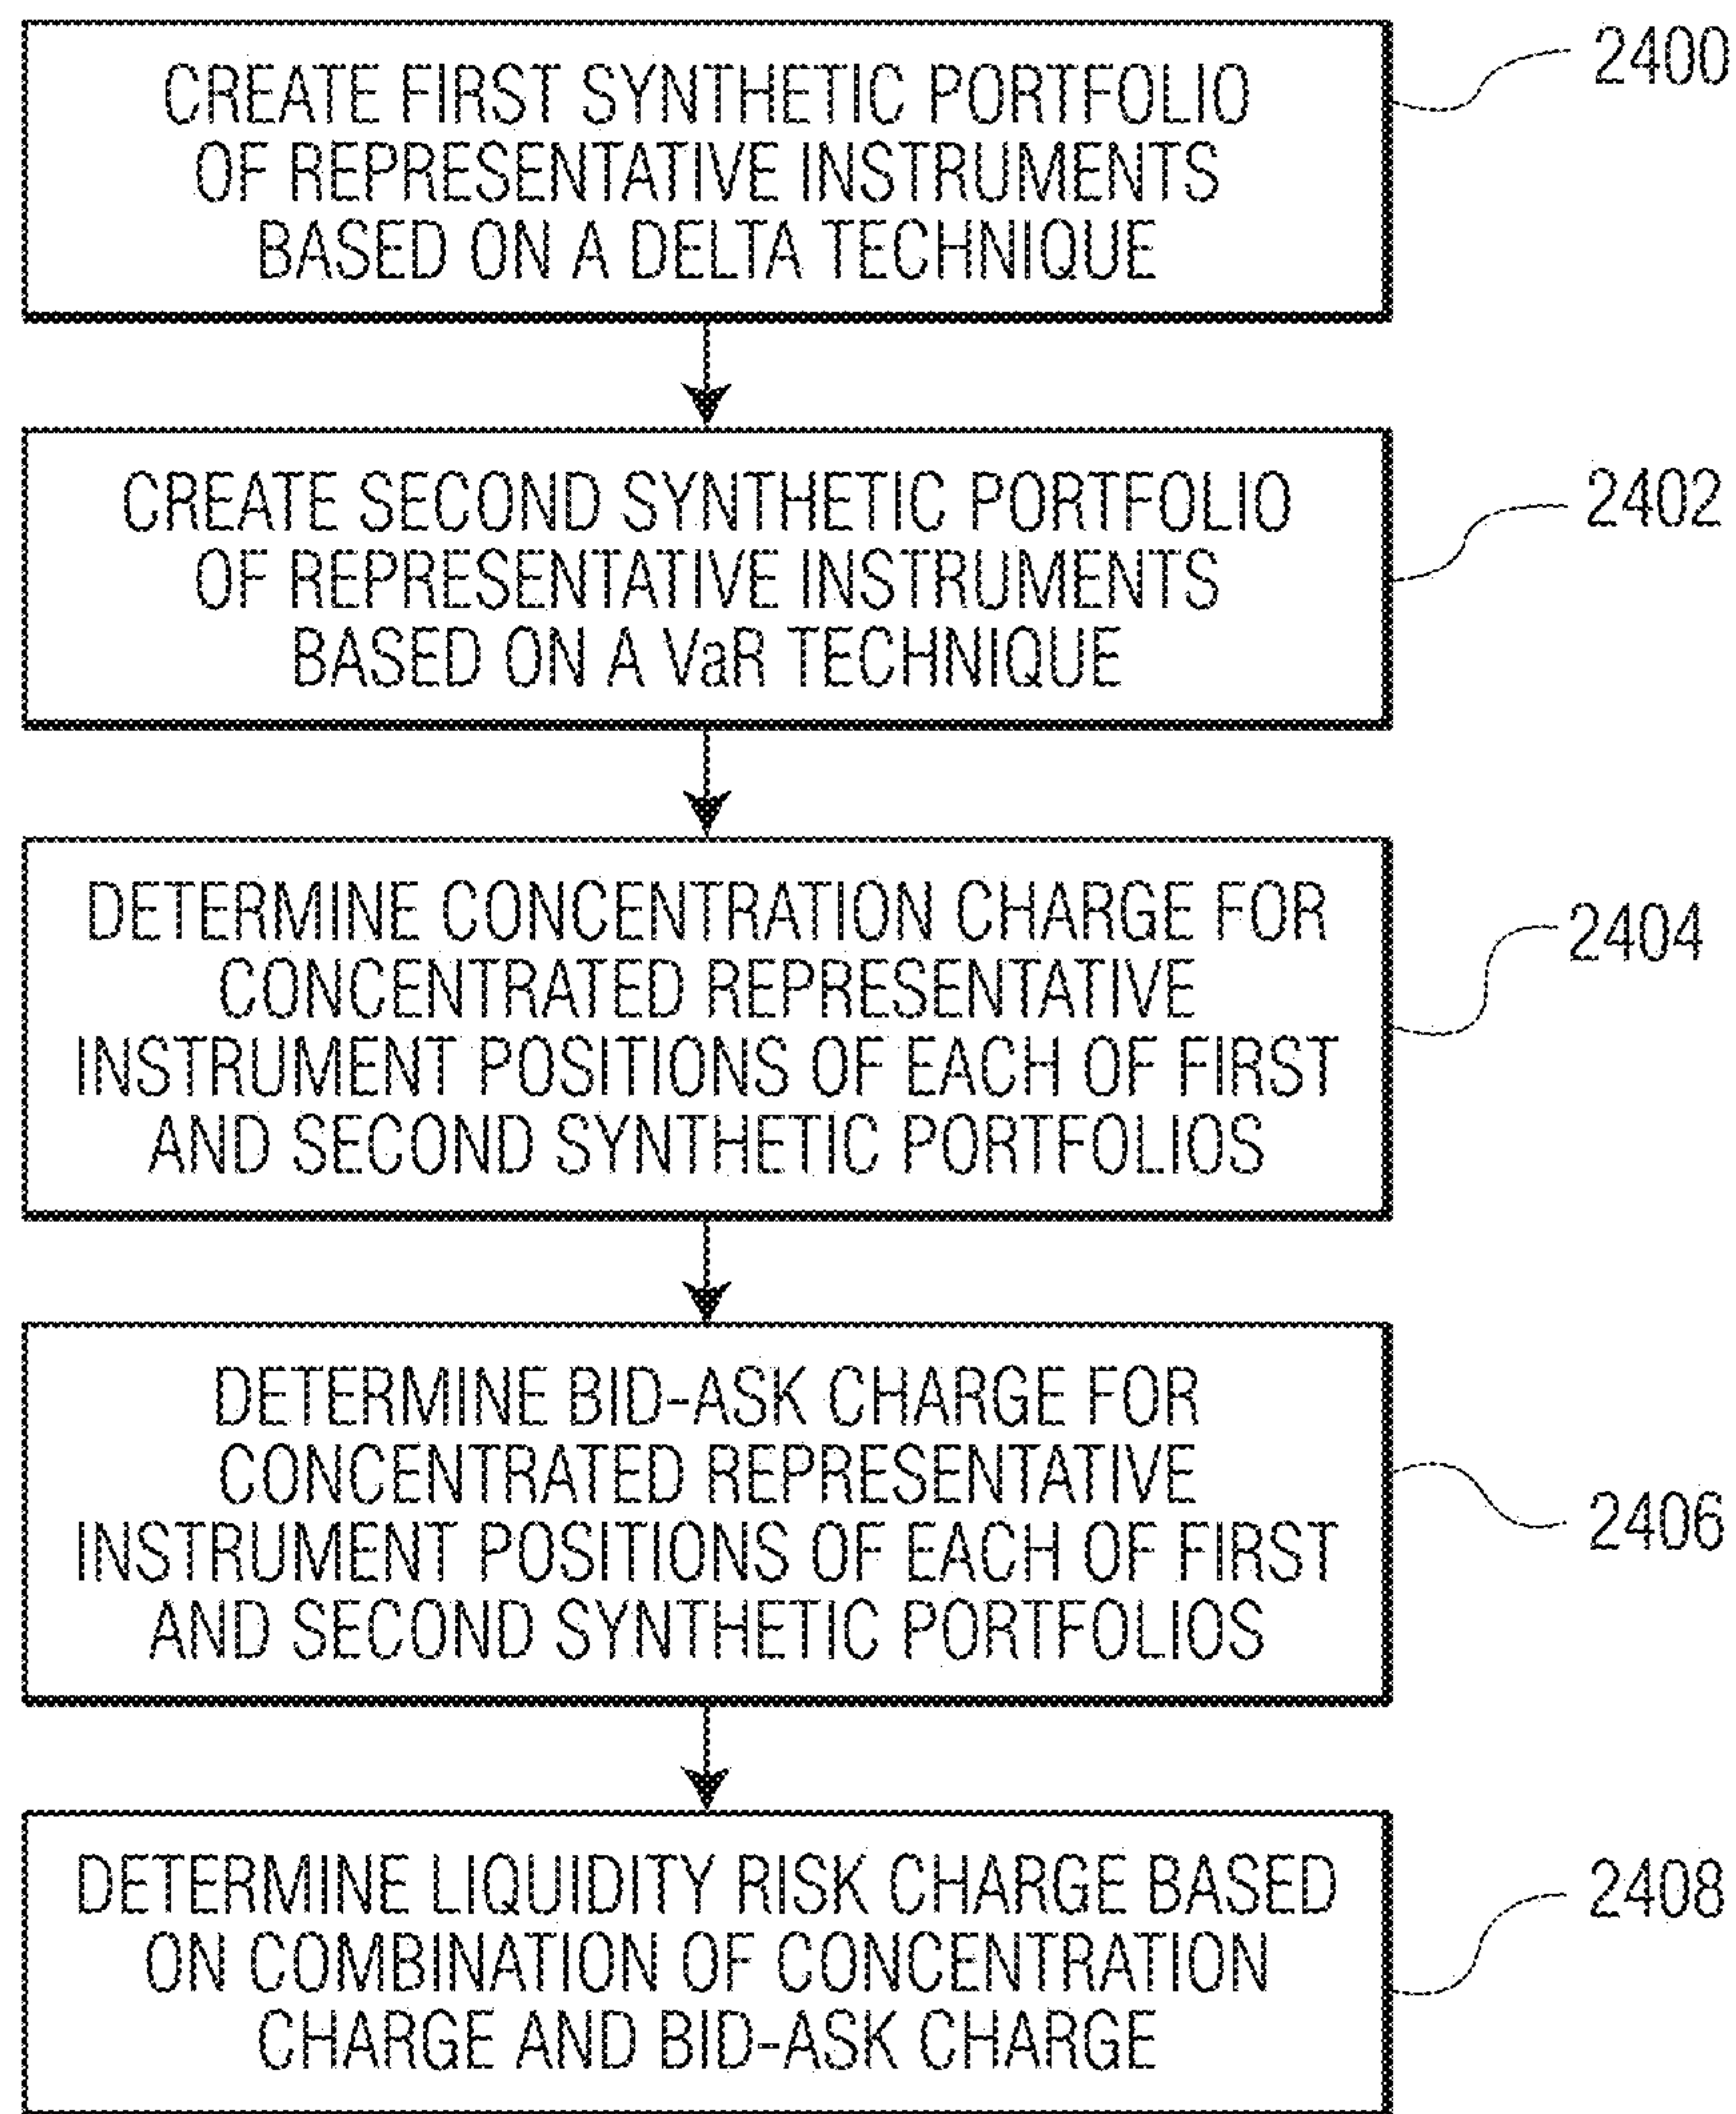 CREATE FIRST SYNTHETIC PORTFOLIO
OF REPRESENTATIVE INSTRUMENTS
BASED ON A DELTA TECHNIQUE
2400
CREATE SECOND SYNTHETIC PORTFOLIO
OF REPRESENTATIVE INSTRUMENTS
BASED ON A VaR TECHNIQUE
2402
DETERMINE CONCENTRATION CHARGE FOR
CONCENTRATED REPRESENTATIVE
INSTRUMENT POSITIONS OF EACH OF FIRST
AND SECOND SYNTHETIC PORTFOLIOS
2404
DETERMINE BID-ASK CHARGE FOR
CONCENTRATED REPRESENTATIVE
INSTRUMENT POSITIONS OF EACH OF FIRST
AND SECOND SYNTHETIC PORTFOLIOS
2406
DETERMINE LIQUIDITY RISK CHARGE BASED
ON COMBINATION OF CONCENTRATION
CHARGE AND BID-ASK CHARGE
2408